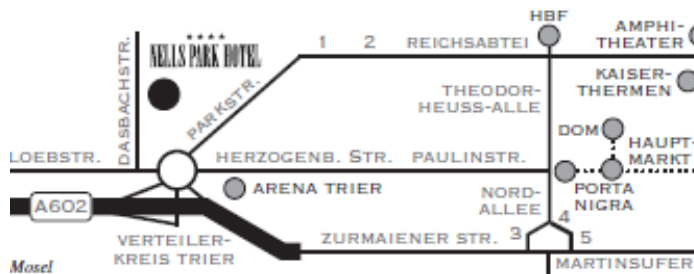 HBF
AMPHI-
THEATER
★★★★
NELLS PARK HOTEL
1 2 REICHSABTEI
KAISER-
THERMEN
DASBACHSTR.
PARKSTR.
THEODOR-
HEUSS-ALLE
DOM
HAUPT-
MARKT
LOEBSTR.
HERZOGENB. STR.
PAULINSTR.
ARENA TRIER
NORD-
ALLEE
PORTA
NIGRA
A602
VERTEILER-
KREIS TRIER
ZURMAIENER STR.
3 4 5
Mosel
MARTINSUFER